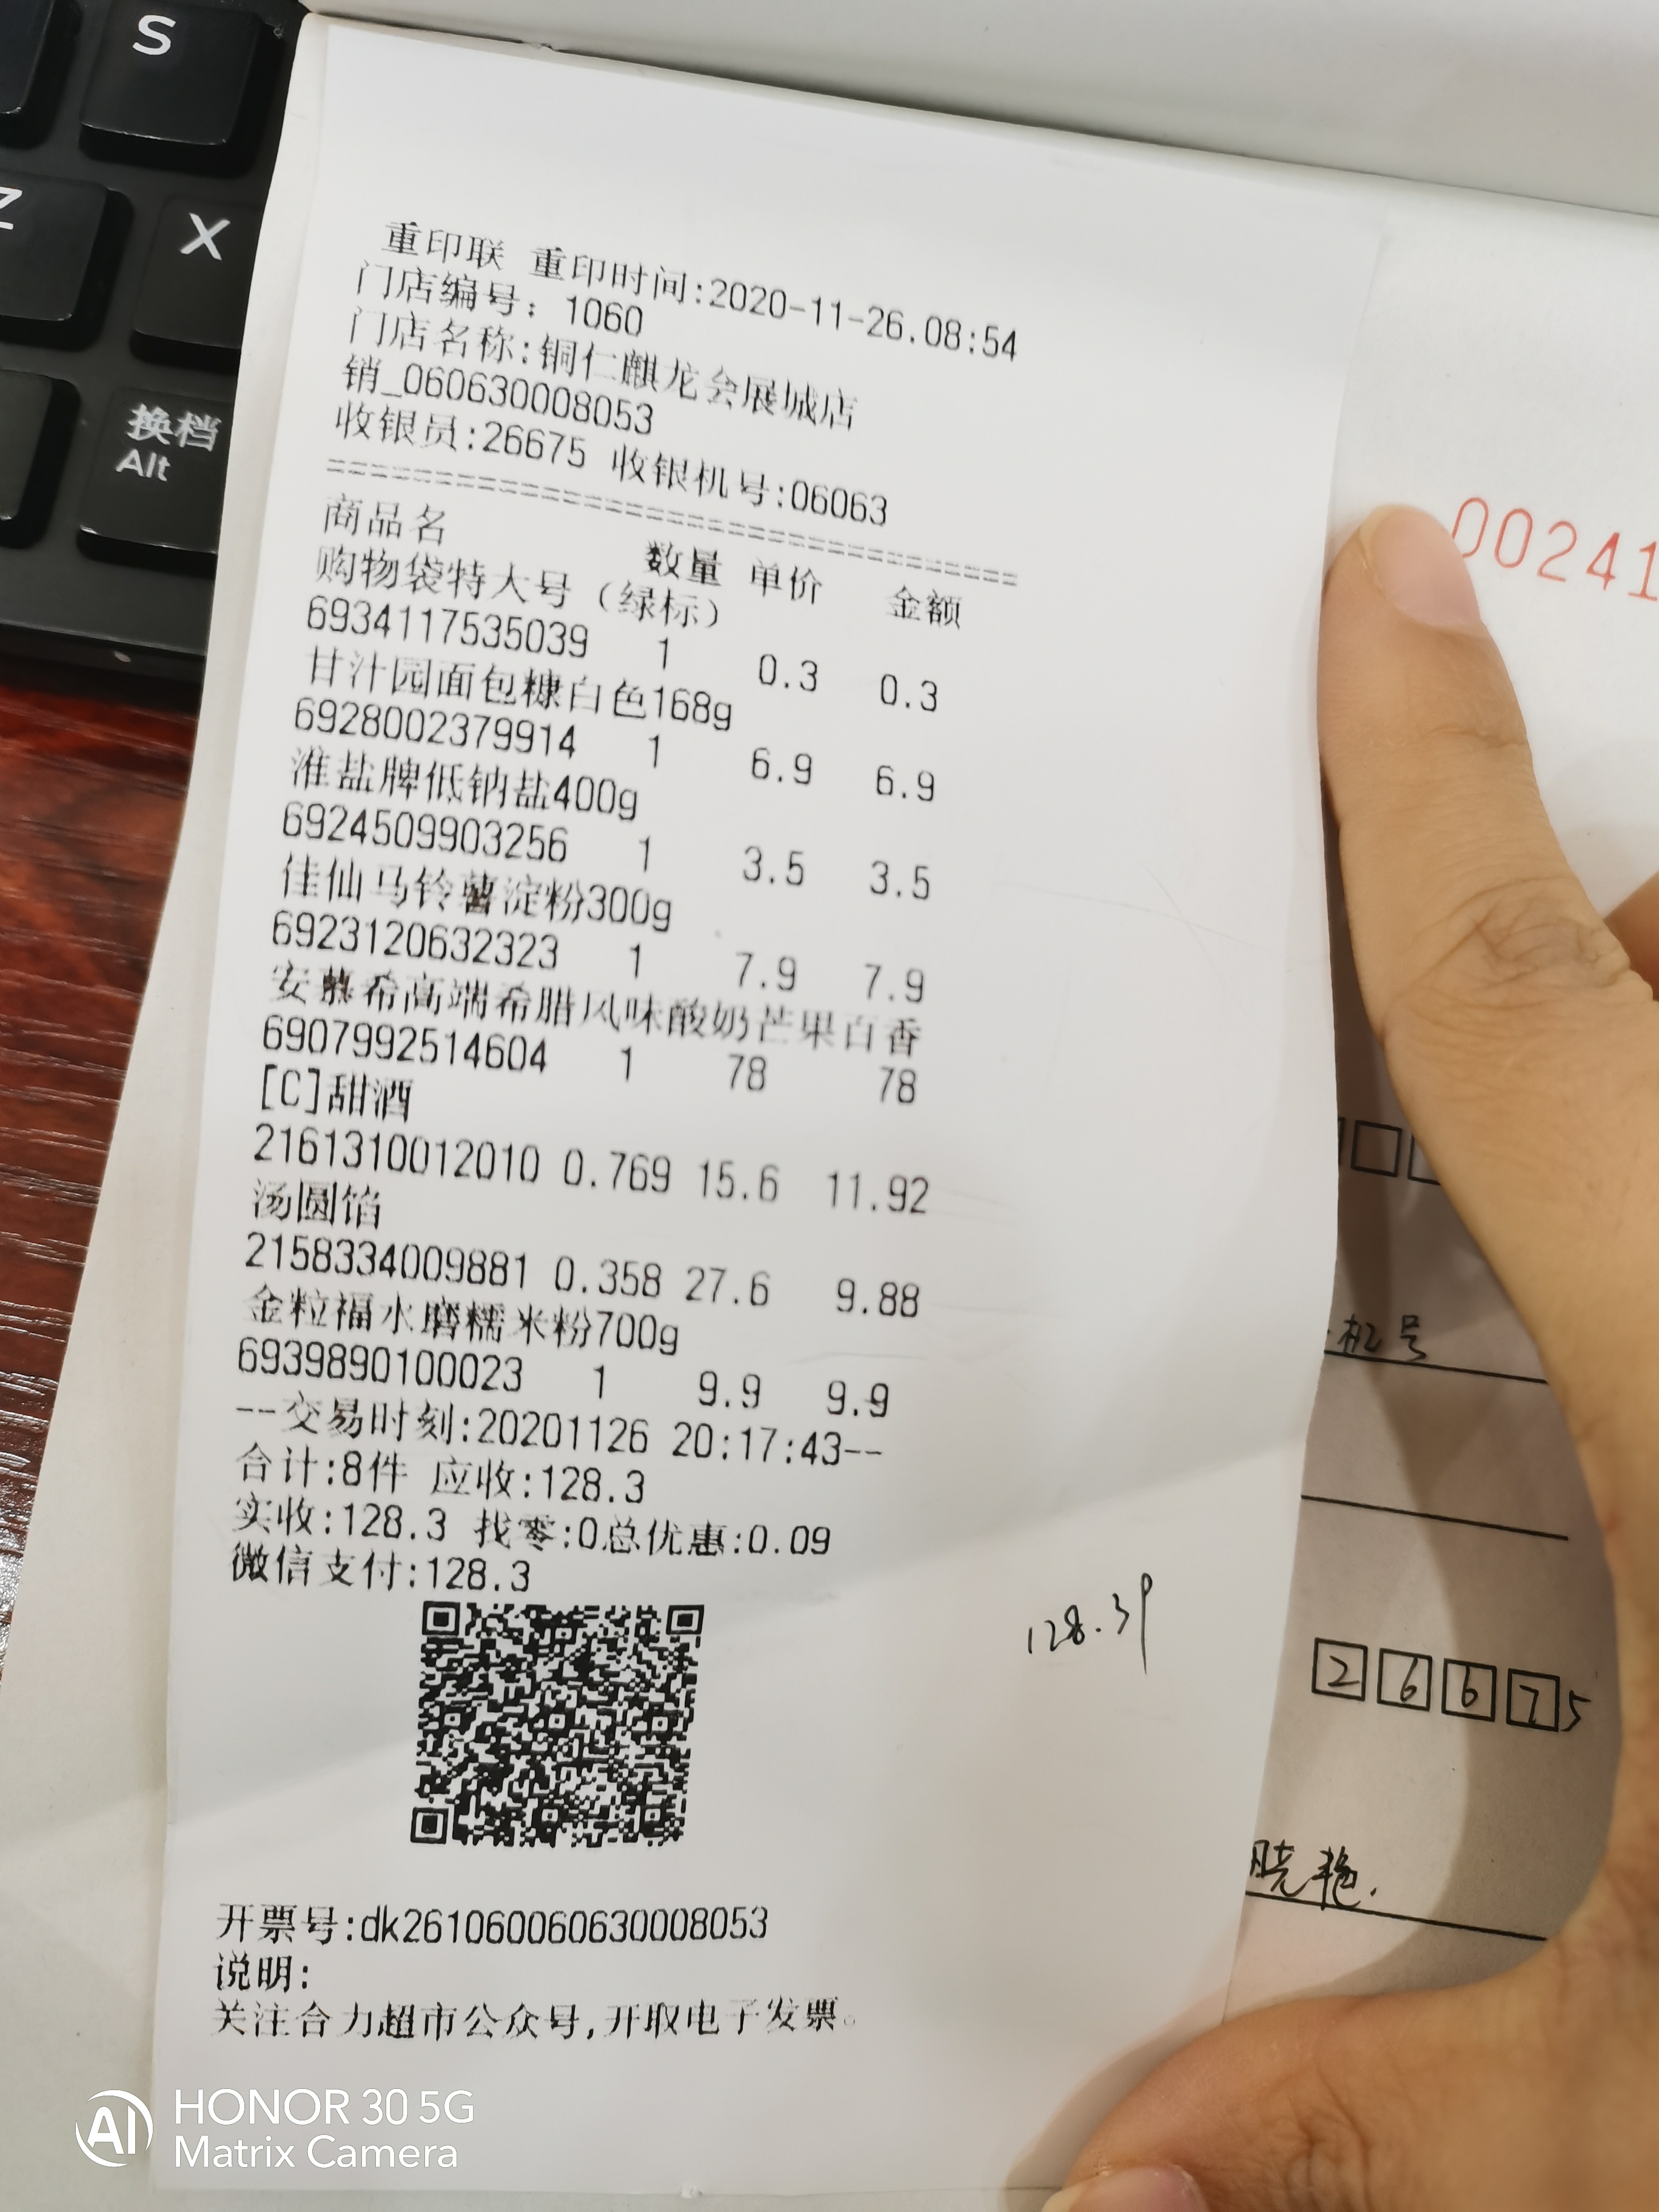 S
Z
X
换档
Alt
重印联 重印时间:2020-11-26.08:54
门店编号: 1060
门店名称:铜仁麒龙会展城店
销_060630008053
收银员:26675 收银机号:06063
================================
商品名 数量 单价 金额
购物袋特大号（绿标）
6934117535039 1 0.3 0.3
甘汁园面包糠白色168g
6928002379914 1 6.9 6.9
淮盐牌低钠盐400g
6924509903256 1 3.5 3.5
佳仙马铃薯淀粉300g
6923120632323 1 7.9 7.9
安慕希高端希腊风味酸奶芒果百香
6907992514604 1 78 78
[C]甜酒
2161310012010 0.769 15.6 11.92
汤圆馅
2158334009881 0.358 27.6 9.88
金粒福水磨糯米粉700g
6939890100023 1 9.9 9.9
--交易时刻:20201126 20:17:43--
合计:8件 应收:128.3
实收:128.3 找零:0总优惠:0.09
微信支付:128.3
开票号:dk261060060630008053
说明:
关注合力超市公众号,开取电子发票。
128.39
00241
机号
26675
晓艳.
AI HONOR 30 5G
Matrix Camera